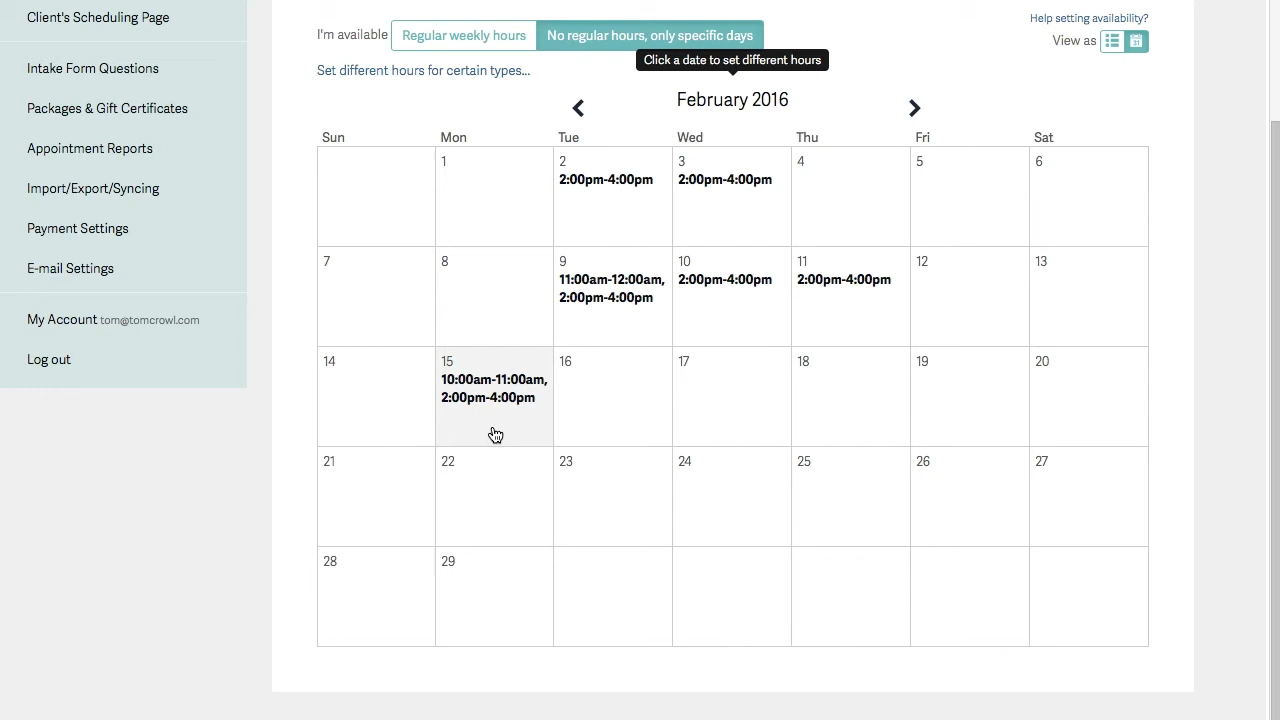 Client's Scheduling Page
Intake Form Questions
Packages & Gift Certificates
Appointment Reports
Import/Export/Syncing
Payment Settings
E-mail Settings
My Account tom@tomcrowl.com
Log out
Help setting availability?
I'm available Regular weekly hours No regular hours, only specific days
View as 31
Click a date to set different hours
Set different hours for certain types...
February 2016
Sun Mon Tue Wed Thu Fri Sat
1 2 3 4 5 6
2:00pm-4:00pm 2:00pm-4:00pm
7 8 9 10 11 12 13
11:00am-12:00am, 2:00pm-4:00pm 2:00pm-4:00pm
2:00pm-4:00pm
14 15 16 17 18 19 20
10:00am-11:00am,
2:00pm-4:00pm
21 22 23 24 25 26 27
28 29